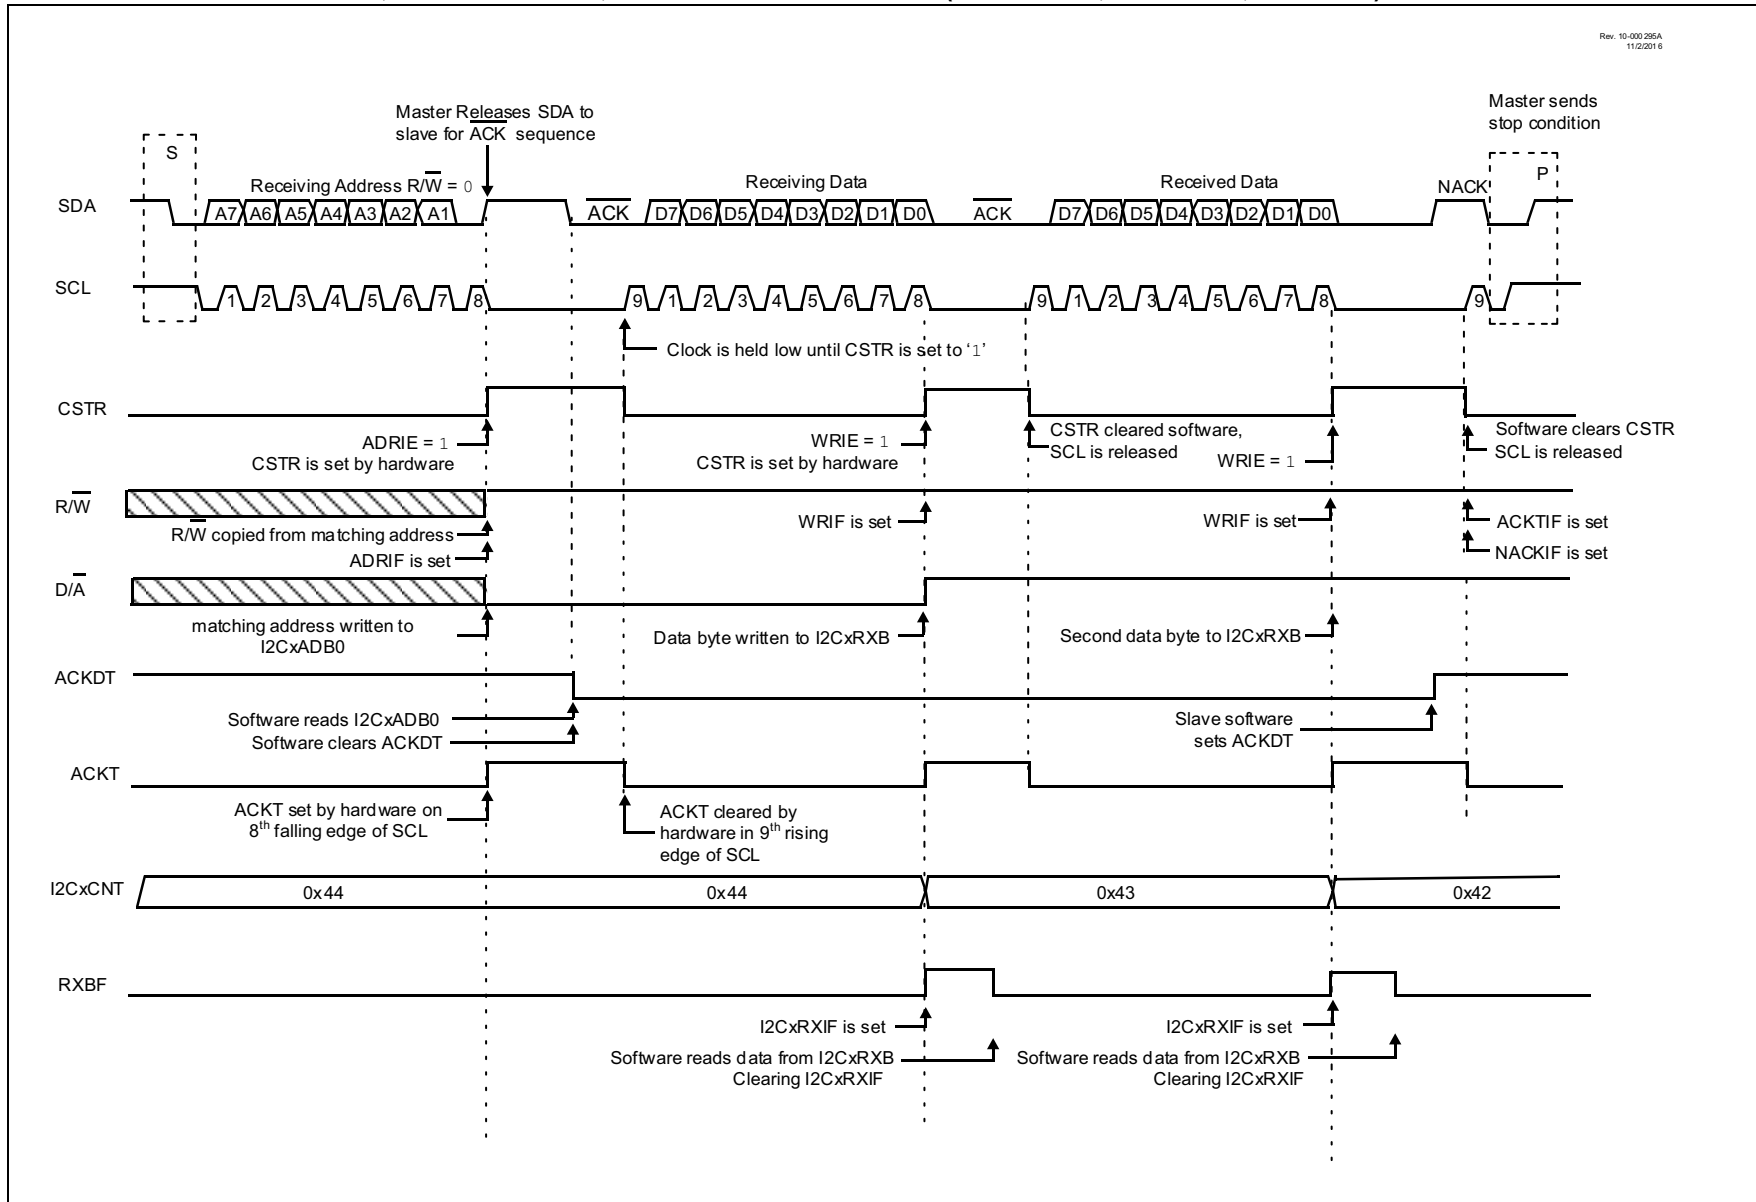 Rev. 10-000 295A
11/2/201 6
Master Releases SDA to
slave for ACK sequence
Master sends
stop condition
S
P
Receiving Address R/W = 0
Receiving Data
Received Data
NACK
SDA
A7 A6 A5 A4 A3 A2 A1
ACK
D7 D6 D5 D4 D3 D2 D1 D0
ACK
D7 D6 D5 D4 D3 D2 D1 D0
SCL
1 2 3 4 5 6 7 8
9 1 2 3 4 5 6 7 8
9 1 2 3 4 5 6 7 8
9
Clock is held low until CSTR is set to ‘1’
CSTR
ADRIE = 1
CSTR is set by hardware
WRIE = 1
CSTR is set by hardware
CSTR cleared software,
SCL is released
WRIE = 1
Software clears CSTR
SCL is released
R/W
R/W copied from matching address
ADRIF is set
WRIF is set
WRIF is set
ACKTIF is set
NACKIF is set
D/A
matching address written to
I2CxADB0
Data byte written to I2CxRXB
Second data byte to I2CxRXB
ACKDT
Software reads I2CxADB0
Software clears ACKDT
Slave software
sets ACKDT
ACKT
ACKT set by hardware on
8th falling edge of SCL
ACKT cleared by
hardware in 9th rising
edge of SCL
I2CxCNT
0x44
0x44
0x43
0x42
RXBF
I2CxRXIF is set
Software reads data from I2CxRXB
Clearing I2CxRXIF
I2CxRXIF is set
Software reads data from I2CxRXB
Clearing I2CxRXIF